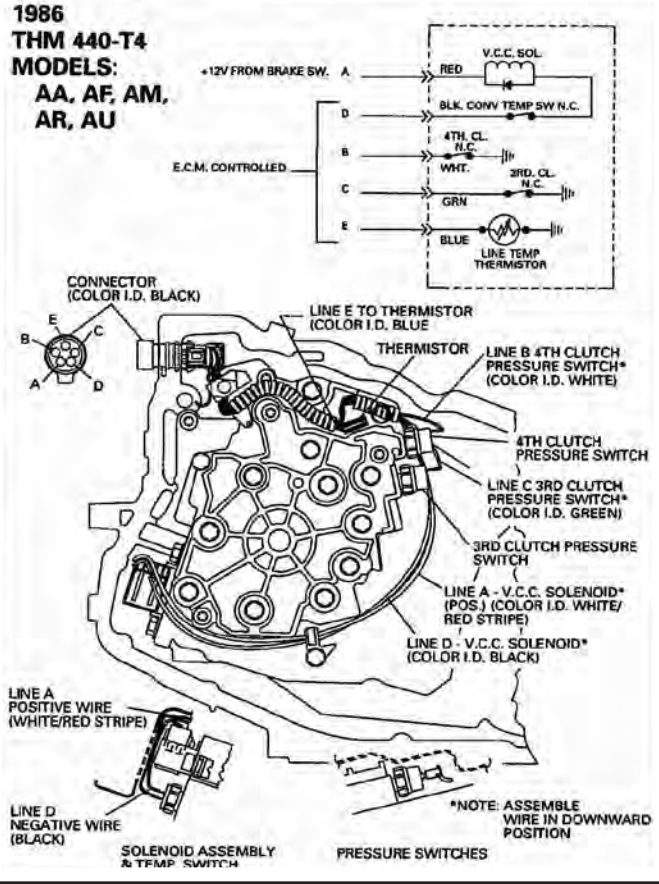 1986
THM 440-T4
MODELS:
AA, AF, AM,
AR, AU
V.C.C. SOL.
+12V FROM BRAKE SW. A
RED
D
BLK. CONV TEMP SW N.C.
4TH. CL.
N.C.
B
WHT.
E.C.M. CONTROLLED
3RD. CL.
N.C.
C
GRN
E
BLUE
LINE TEMP
THERMISTOR
CONNECTOR
(COLOR I.D. BLACK)
E
C
B
A
D
LINE E TO THERMISTOR
(COLOR I.D. BLUE
THERMISTOR
LINE B 4TH CLUTCH
PRESSURE SWITCH*
(COLOR I.D. WHITE)
4TH CLUTCH
PRESSURE SWITCH
LINE C 3RD CLUTCH
PRESSURE SWITCH*
(COLOR I.D. GREEN)
3RD CLUTCH PRESSURE
SWITCH
LINE A - V.C.C. SOLENOID*
(POS.) (COLOR I.D. WHITE/
RED STRIPE)
LINE D - V.C.C. SOLENOID*
(COLOR I.D. BLACK)
LINE A
POSITIVE WIRE
(WHITE/RED STRIPE)
LINE D
NEGATIVE WIRE
(BLACK)
SOLENOID ASSEMBLY
& TEMP. SWITCH
PRESSURE SWITCHES
*NOTE: ASSEMBLE
WIRE IN DOWNWARD
POSITION